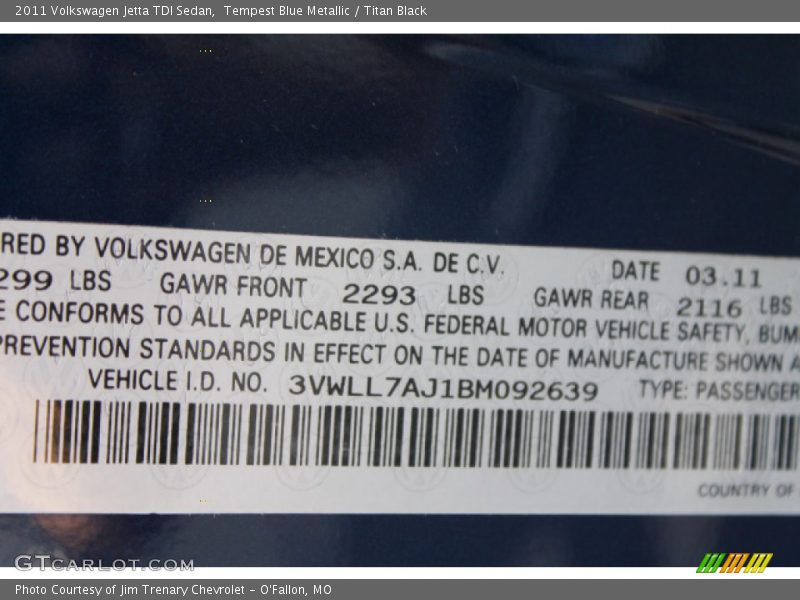 2011 Volkswagen Jetta TDI Sedan,  Tempest Blue Metallic / Titan Black
RED BY VOLKSWAGEN DE MEXICO S.A. DE C.V. DATE 03.11
299 LBS GAWR FRONT 2293 LBS GAWR REAR 2116 LBS
E CONFORMS TO ALL APPLICABLE U.S. FEDERAL MOTOR VEHICLE SAFETY, BUM
PREVENTION STANDARDS IN EFFECT ON THE DATE OF MANUFACTURE SHOWN A
VEHICLE I.D. NO. 3VWLL7AJ1BM092639 TYPE: PASSENGER
COUNTRY OF
GTCARLOT.COM
Photo Courtesy of Jim Trenary Chevrolet - O'Fallon, MO